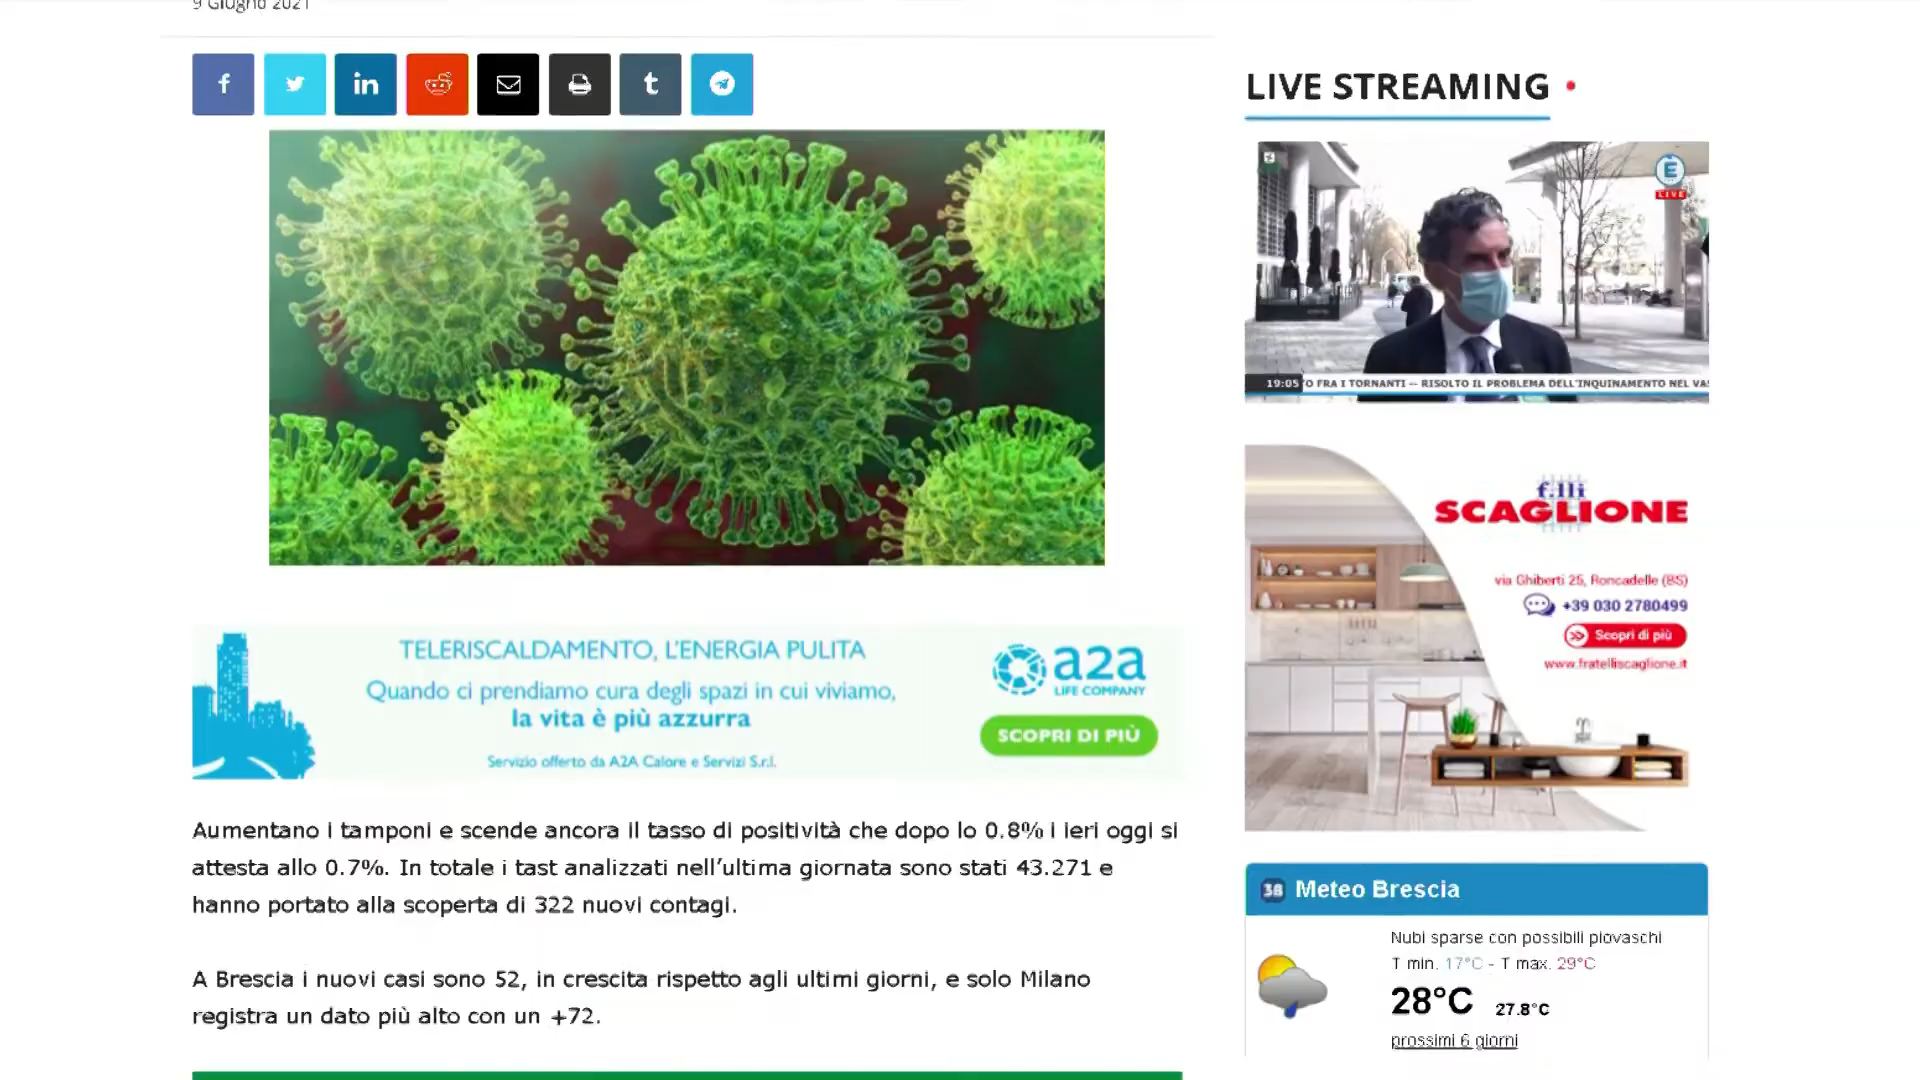 9 Giugno 2021
LIVE STREAMING
E
LIVE
19:05 O FRA I TORNANTI -- RISOLTO IL PROBLEMA DELL'INQUINAMENTO NEL VA
f.lli
SCAGLIONE
via Ghiberti 25, Roncadelle (BS)
+39 030 2780499
Scopri di più
www.fratelliscaglione.it
TELERISCALDAMENTO, L'ENERGIA PULITA
Quando ci prendiamo cura degli spazi in cui viviamo,
la vita è più azzurra
Servizio offerto da A2A Calore e Servizi S.r.l.
a2a
LIFE COMPANY
SCOPRI DI PIÙ
Aumentano i tamponi e scende ancora il tasso di positività che dopo lo 0.8% i ieri oggi si
attesta allo 0.7%. In totale i tast analizzati nell'ultima giornata sono stati 43.271 e
hanno portato alla scoperta di 322 nuovi contagi.
A Brescia i nuovi casi sono 52, in crescita rispetto agli ultimi giorni, e solo Milano
registra un dato più alto con un +72.
3B Meteo Brescia
Nubi sparse con possibili piovaschi
T min. 17°C - T max. 29°C
28°C 27.8°C
prossimi 6 giorni